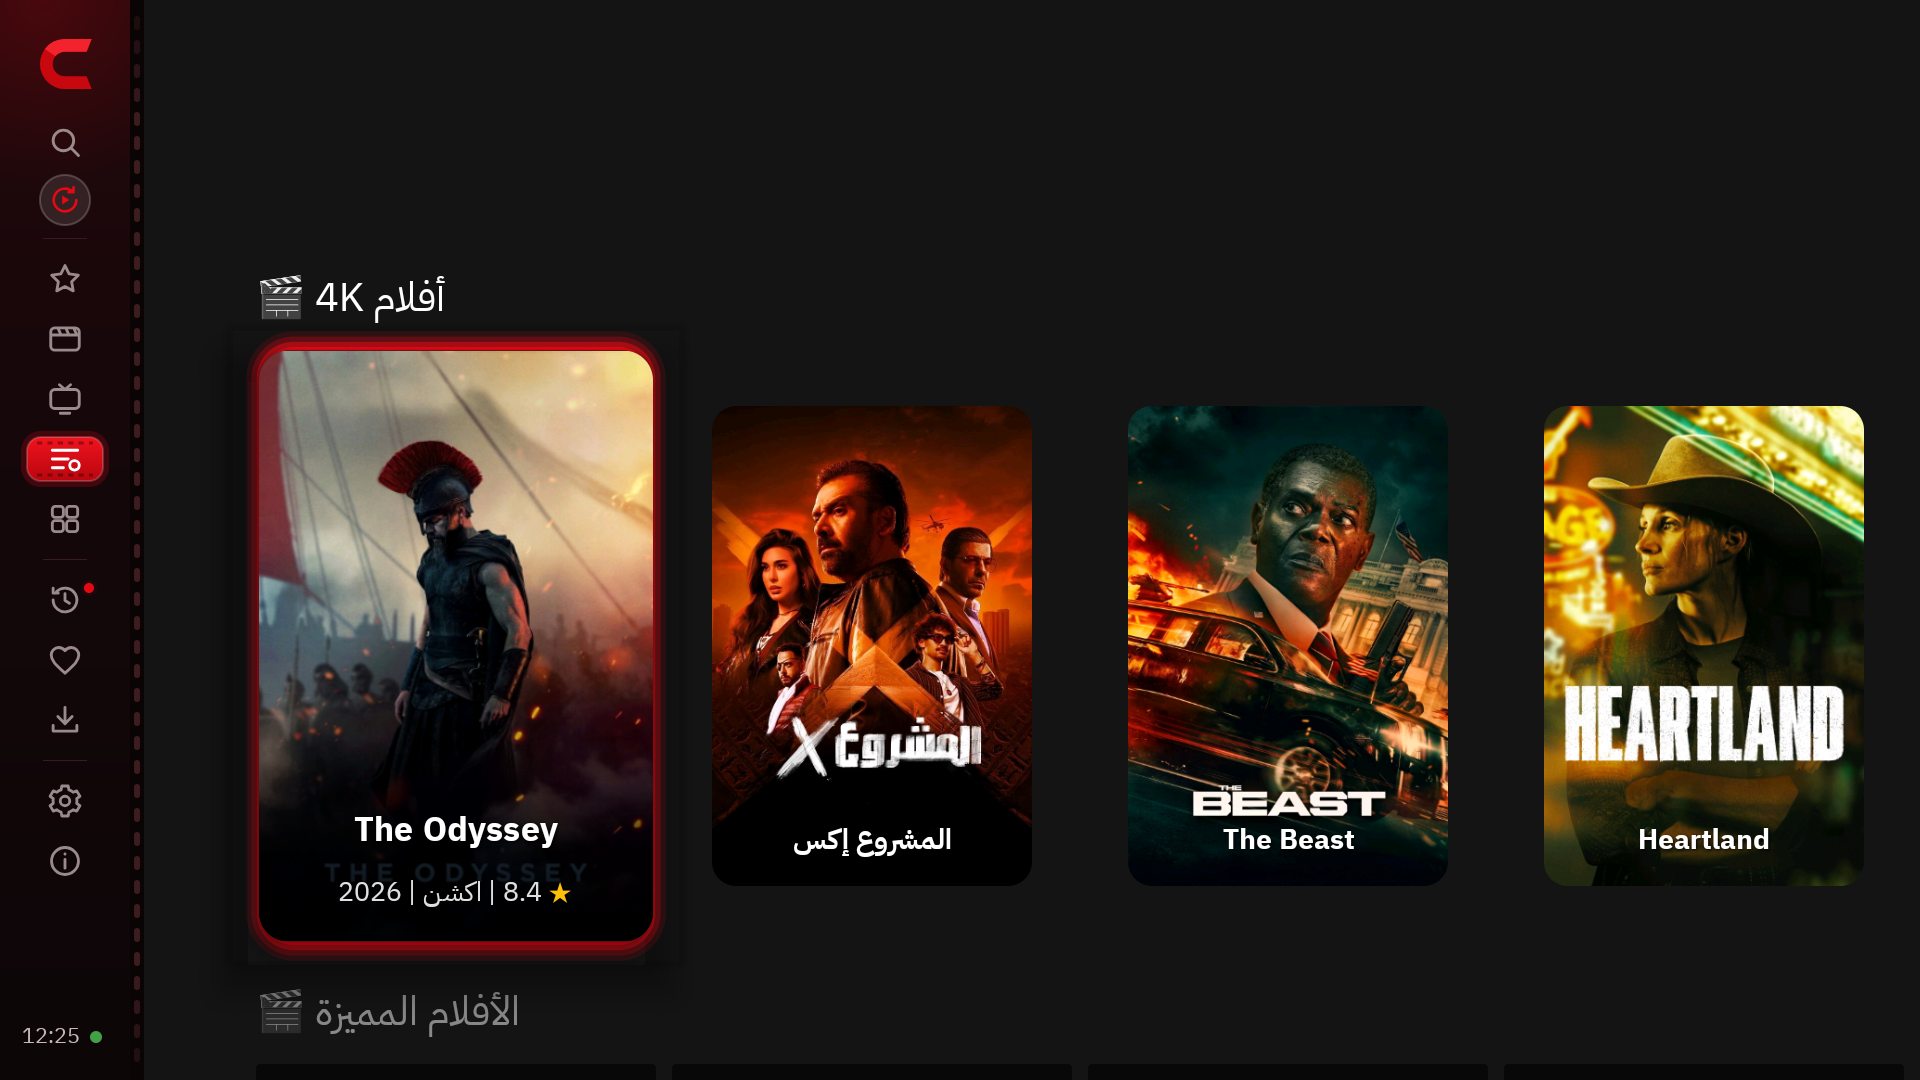 أفلام 4K 🎬
The Odyssey
THE ODYSSEY
2026 | اكشن | 8.4 ★
المشروع X
المشروع إكس
THE BEAST
The Beast
HEARTLAND
Heartland
الأفلام المميزة 🎬
12:25